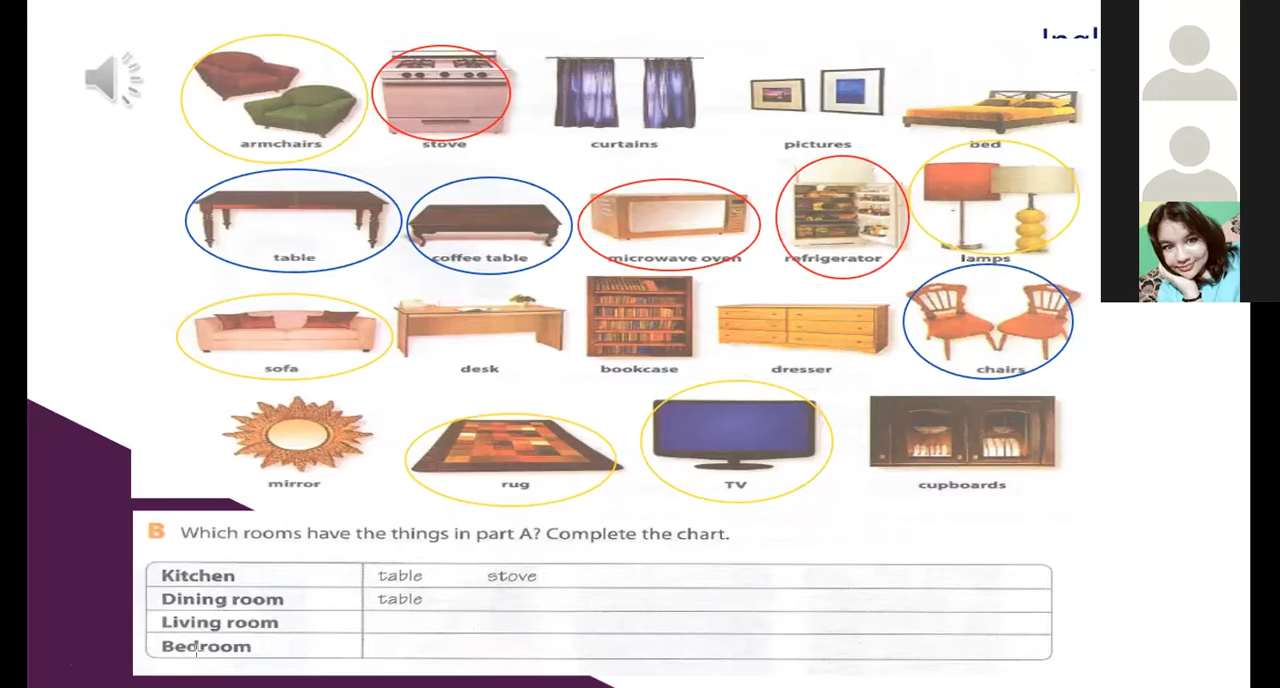 armchairs stove curtains pictures bed
table coffee table microwave oven refrigerator lamps
sofa desk bookcase dresser chairs
mirror rug TV cupboards
B Which rooms have the things in part A? Complete the chart.
Kitchen table stove
Dining room table
Living room
Bedroom